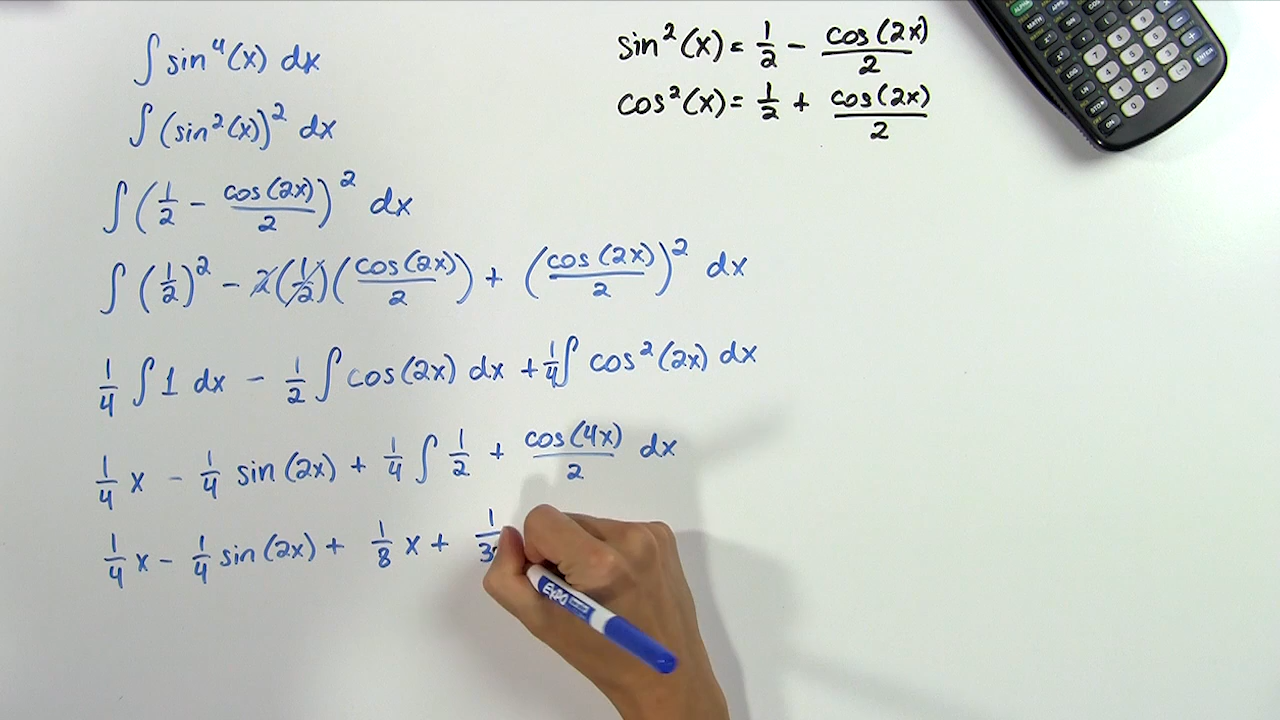 ∫ sin⁴(x) dx
∫ (sin²(x))² dx
∫ (1/2 - cos(2x)/2)² dx
∫ (1/2)² - 2(1/2)(cos(2x)/2) + (cos(2x)/2)² dx
1/4 ∫ 1 dx - 1/2 ∫ cos(2x) dx + 1/4 ∫ cos²(2x) dx
1/4 x - 1/4 sin(2x) + 1/4 ∫ 1/2 + cos(4x)/2 dx
1/4 x - 1/4 sin(2x) + 1/8 x + 1/3
sin²(x) = 1/2 - cos(2x)/2
cos²(x) = 1/2 + cos(2x)/2
EXPO